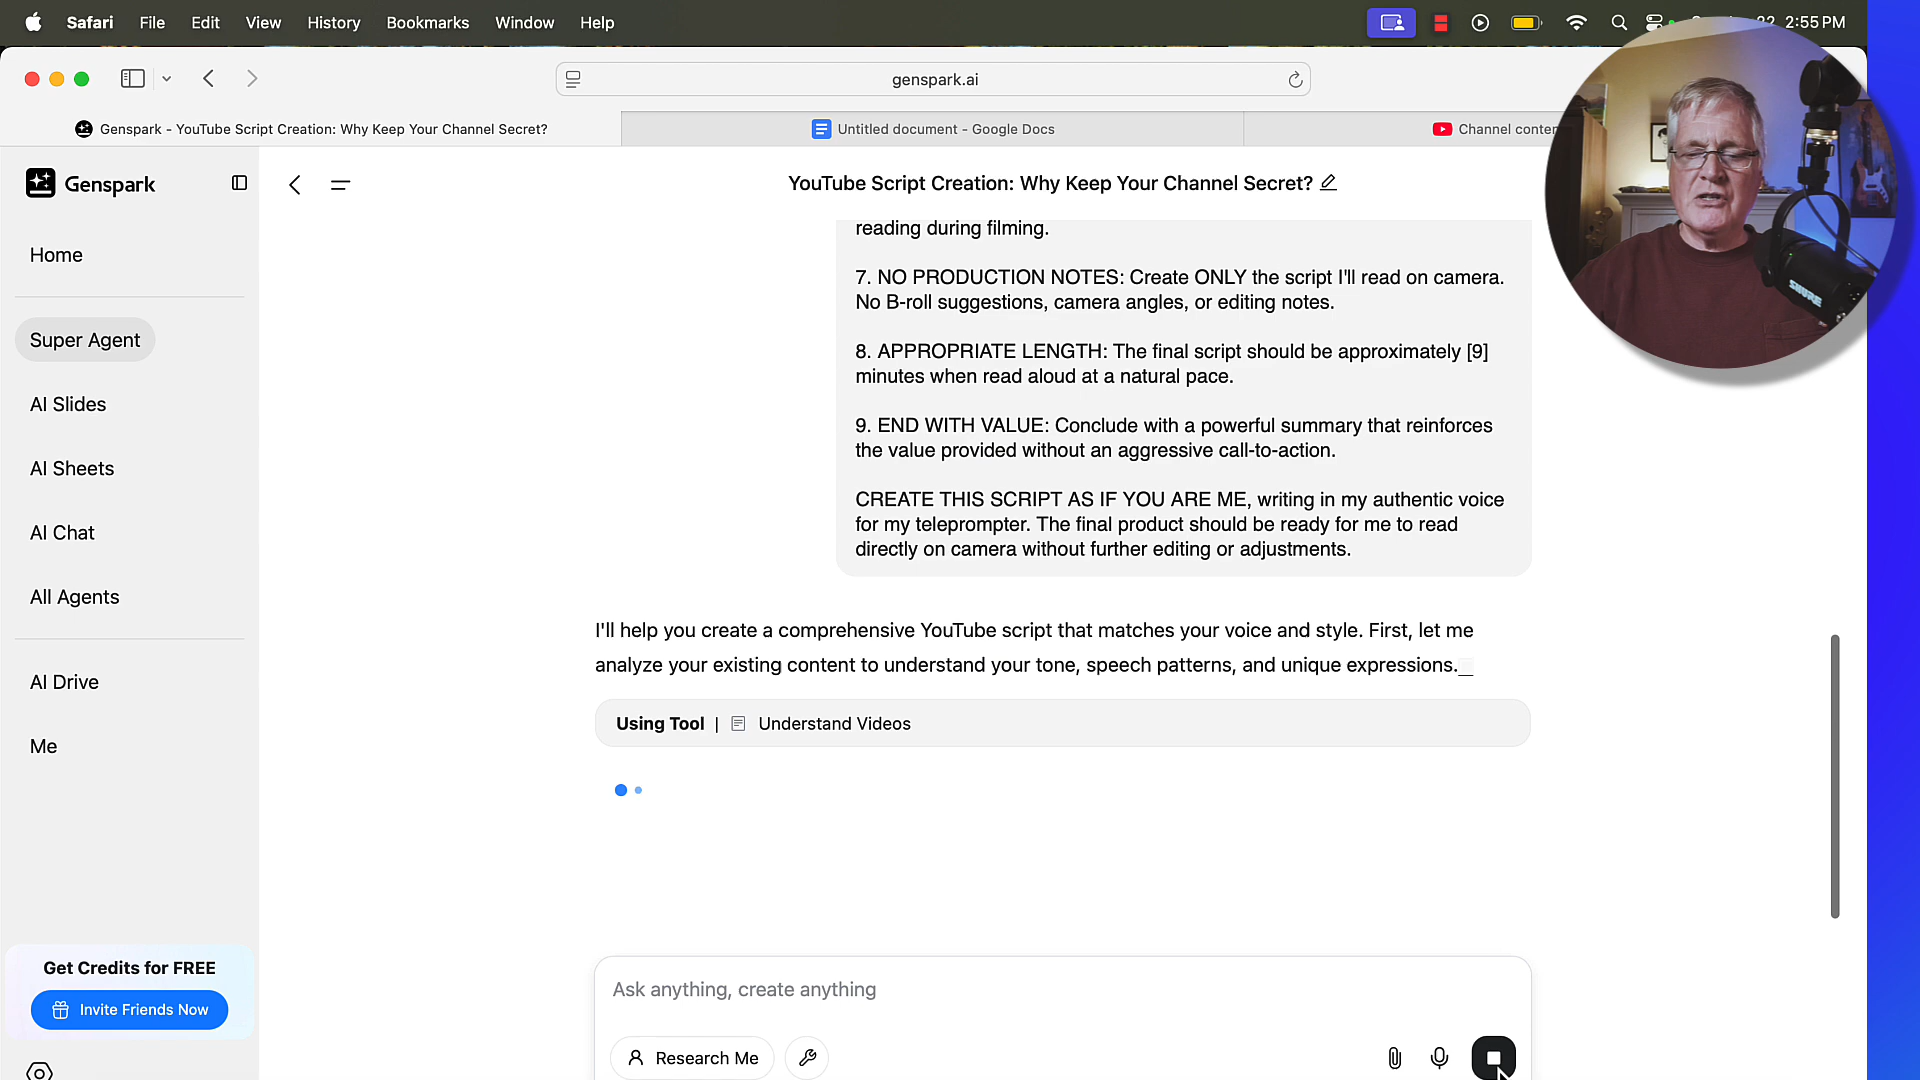 Safari File Edit View History Bookmarks Window Help
2:55 PM
genspark.ai
Genspark - YouTube Script Creation: Why Keep Your Channel Secret?
Untitled document - Google Docs
Channel conten
Genspark
YouTube Script Creation: Why Keep Your Channel Secret?
Home
Super Agent
AI Slides
AI Sheets
AI Chat
All Agents
AI Drive
Me
Get Credits for FREE
Invite Friends Now
reading during filming.
7. NO PRODUCTION NOTES: Create ONLY the script I'll read on camera.
No B-roll suggestions, camera angles, or editing notes.
8. APPROPRIATE LENGTH: The final script should be approximately [9]
minutes when read aloud at a natural pace.
9. END WITH VALUE: Conclude with a powerful summary that reinforces
the value provided without an aggressive call-to-action.
CREATE THIS SCRIPT AS IF YOU ARE ME, writing in my authentic voice
for my teleprompter. The final product should be ready for me to read
directly on camera without further editing or adjustments.
I'll help you create a comprehensive YouTube script that matches your voice and style. First, let me
analyze your existing content to understand your tone, speech patterns, and unique expressions.
Using Tool | Understand Videos
Ask anything, create anything
Research Me
SHURE